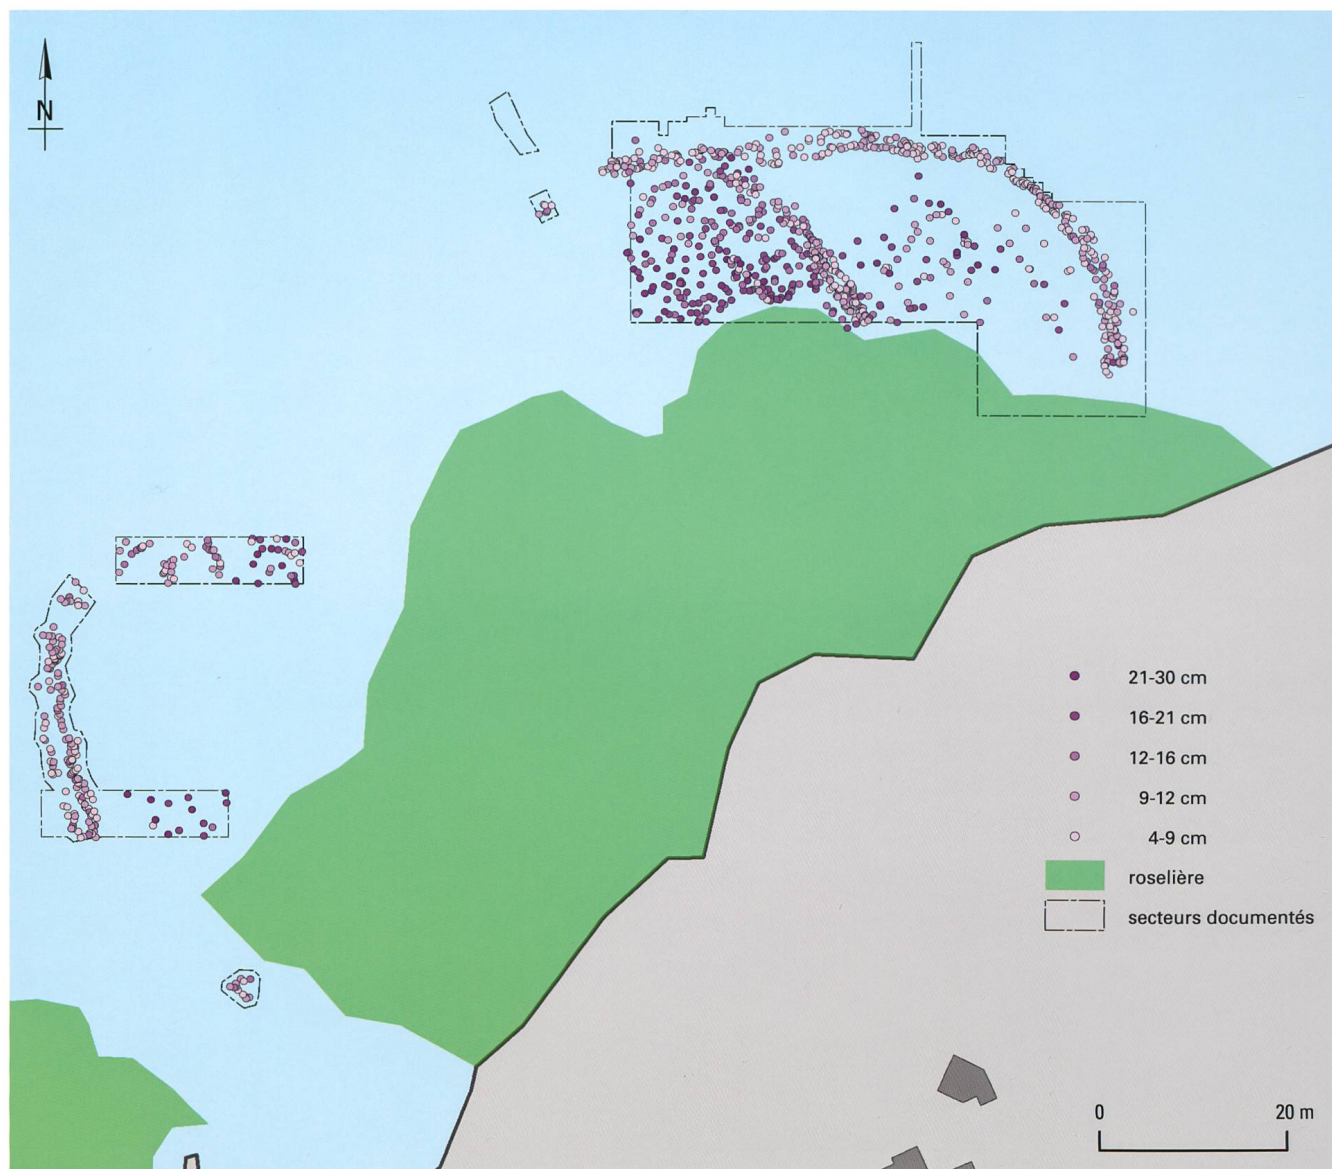 N
21-30 cm
16-21 cm
12-16 cm
9-12 cm
4-9 cm
roselière
secteurs documentés
0 20 m